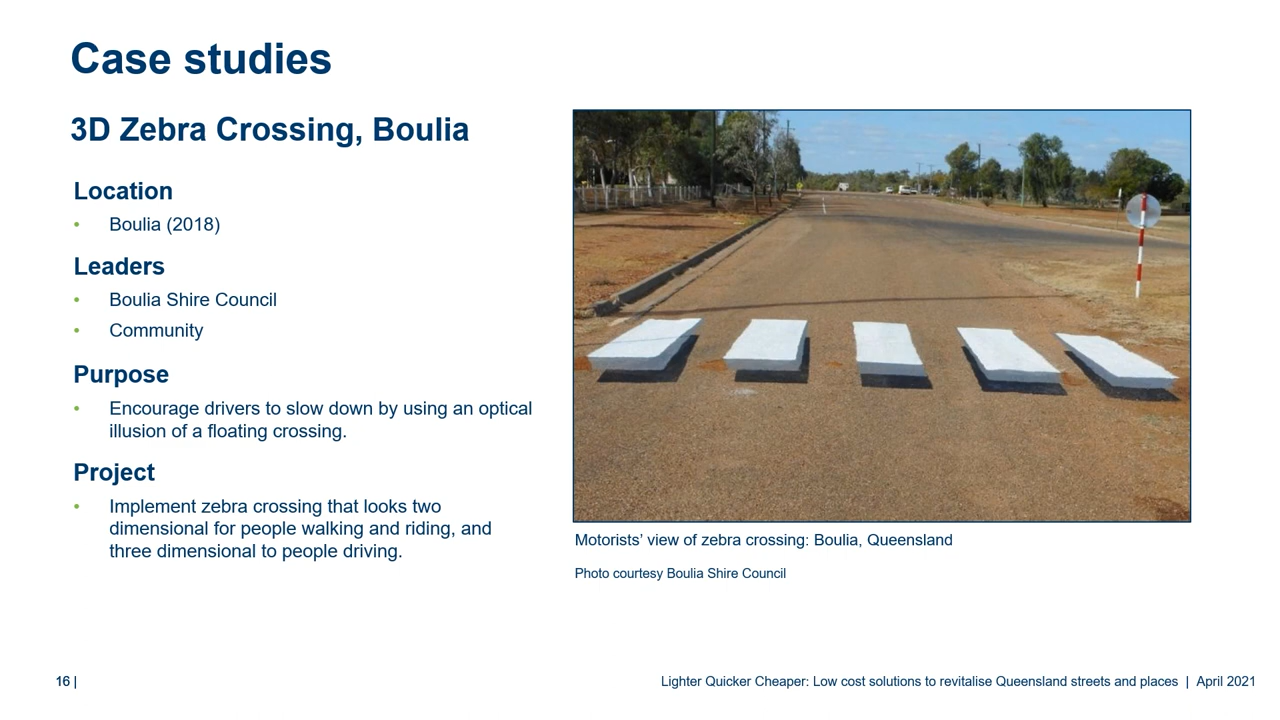 Case studies
3D Zebra Crossing, Boulia
Location
• Boulia (2018)
Leaders
• Boulia Shire Council
• Community
Purpose
• Encourage drivers to slow down by using an optical
illusion of a floating crossing.
Project
• Implement zebra crossing that looks two
dimensional for people walking and riding, and
three dimensional to people driving.
Motorists’ view of zebra crossing: Boulia, Queensland
Photo courtesy Boulia Shire Council
16 |
Lighter Quicker Cheaper: Low cost solutions to revitalise Queensland streets and places | April 2021